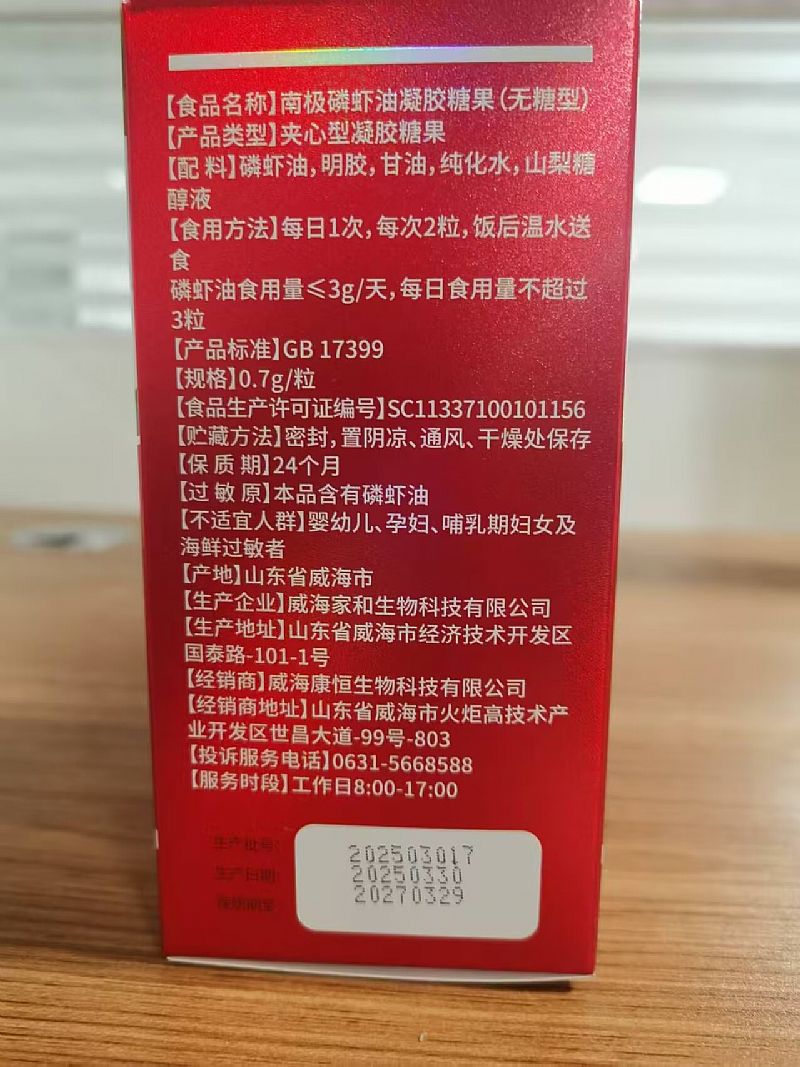 【食品名称】南极磷虾油凝胶糖果（无糖型）
【产品类型】夹心型凝胶糖果
【配 料】磷虾油，明胶，甘油，纯化水，山梨糖
醇液
【食用方法】每日1次，每次2粒，饭后温水送
食
磷虾油食用量≤3g/天，每日食用量不超过
3粒
【产品标准】GB 17399
【规格】0.7g/粒
【食品生产许可证编号】SC11337100101156
【贮藏方法】密封，置阴凉、通风、干燥处保存
【保 质 期】24个月
【过 敏 原】本品含有磷虾油
【不适宜人群】婴幼儿、孕妇、哺乳期妇女及
海鲜过敏者
【产地】山东省威海市
【生产企业】威海家和生物科技有限公司
【生产地址】山东省威海市经济技术开发区
国泰路-101-1号
【经销商】威海康恒生物科技有限公司
【经销商地址】山东省威海市火炬高技术产
业开发区世昌大道-99号-803
【投诉服务电话】0631-5668588
【服务时段】工作日8:00-17:00
生产批号： 202503017
生产日期： 20250330
保质期至： 20270329